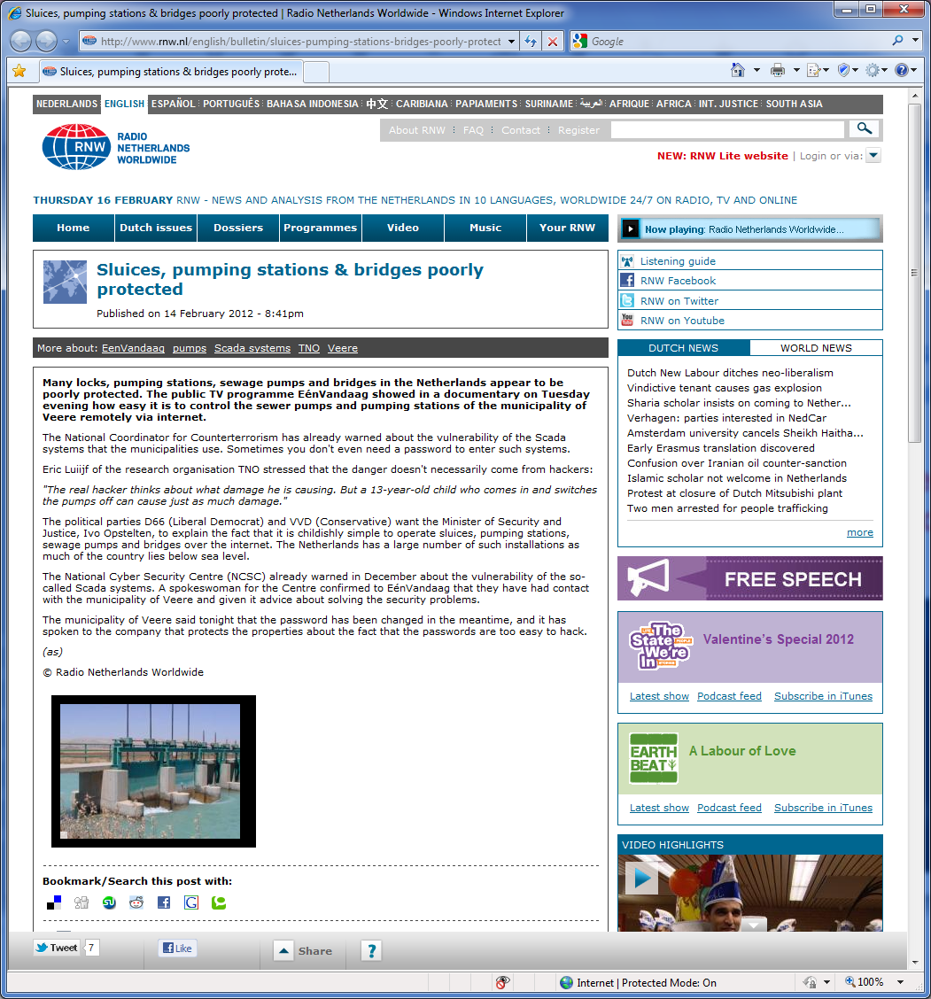 Sluices, pumping stations & bridges poorly protected | Radio Netherlands Worldwide - Windows Internet Explorer
http://www.rnw.nl/english/bulletin/sluices-pumping-stations-bridges-poorly-protect
Google
Sluices, pumping stations & bridges poorly prote...
NEDERLANDS ENGLISH ESPAÑOL PORTUGUÊS BAHASA INDONESIA 中文 CARIBIANA PAPIAMENTS SURINAME العربية AFRIQUE AFRICA INT. JUSTICE SOUTH ASIA
RNW
RADIO
NETHERLANDS
WORLDWIDE
About RNW FAQ Contact Register
NEW: RNW Lite website | Login or via:
THURSDAY 16 FEBRUARY RNW - NEWS AND ANALYSIS FROM THE NETHERLANDS IN 10 LANGUAGES, WORLDWIDE 24/7 ON RADIO, TV AND ONLINE
Home Dutch issues Dossiers Programmes Video Music Your RNW
Now playing: Radio Netherlands Worldwide...
Sluices, pumping stations & bridges poorly
protected
Published on 14 February 2012 - 8:41pm
More about: EenVandaag pumps Scada systems TNO Veere
Many locks, pumping stations, sewage pumps and bridges in the Netherlands appear to be
poorly protected. The public TV programme EénVandaag showed in a documentary on Tuesday
evening how easy it is to control the sewer pumps and pumping stations of the municipality of
Veere remotely via internet.
The National Coordinator for Counterterrorism has already warned about the vulnerability of the Scada
systems that the municipalities use. Sometimes you don't even need a password to enter such systems.
Eric Luiijf of the research organisation TNO stressed that the danger doesn't necessarily come from hackers:
"The real hacker thinks about what damage he is causing. But a 13-year-old child who comes in and switches
the pumps off can cause just as much damage."
The political parties D66 (Liberal Democrat) and VVD (Conservative) want the Minister of Security and
Justice, Ivo Opstelten, to explain the fact that it is childishly simple to operate sluices, pumping stations,
sewage pumps and bridges over the internet. The Netherlands has a large number of such installations as
much of the country lies below sea level.
The National Cyber Security Centre (NCSC) already warned in December about the vulnerability of the so-
called Scada systems. A spokeswoman for the Centre confirmed to EénVandaag that they have had contact
with the municipality of Veere and given it advice about solving the security problems.
The municipality of Veere said tonight that the password has been changed in the meantime, and it has
spoken to the company that protects the properties about the fact that the passwords are too easy to hack.
(as)
© Radio Netherlands Worldwide
Bookmark/Search this post with:
Listening guide
RNW Facebook
RNW on Twitter
You
RNW on Youtube
DUTCH NEWS WORLD NEWS
Dutch New Labour ditches neo-liberalism
Vindictive tenant causes gas explosion
Sharia scholar insists on coming to Nether...
Verhagen: parties interested in NedCar
Amsterdam university cancels Sheikh Haitha...
Early Erasmus translation discovered
Confusion over Iranian oil counter-sanction
Islamic scholar not welcome in Netherlands
Protest at closure of Dutch Mitsubishi plant
Two men arrested for people trafficking
more
FREE SPEECH
The
State
We're
In
Valentine's Special 2012
Latest show Podcast feed Subscribe in iTunes
EARTH
BEAT
A Labour of Love
Latest show Podcast feed Subscribe in iTunes
VIDEO HIGHLIGHTS
Tweet 7 Like Share ?
Internet | Protected Mode: On
100%